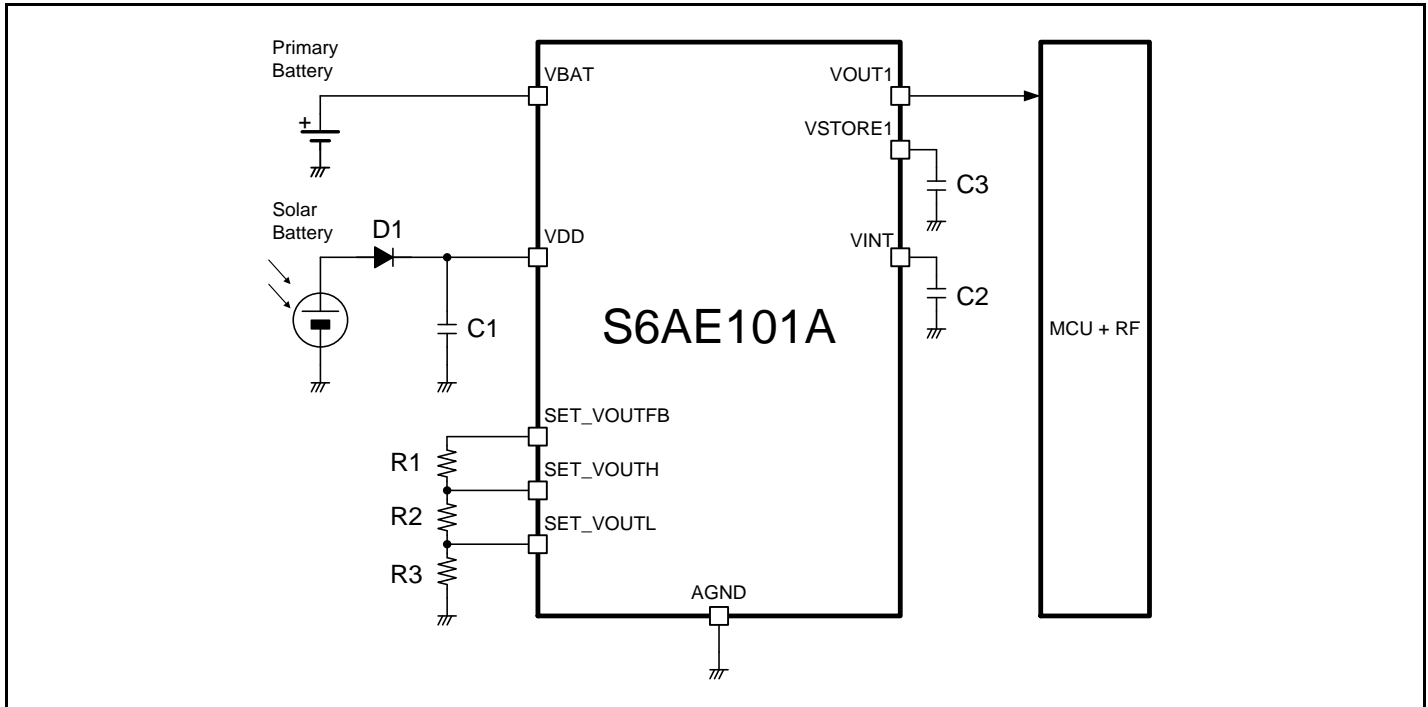 Primary
Battery
VBAT
VOUT1
VSTORE1
+
C3
Solar
Battery
D1
VDD
VINT
C2
C1
S6AE101A
MCU + RF
SET_VOUTFB
R1
SET_VOUTH
R2
SET_VOUTL
R3
AGND